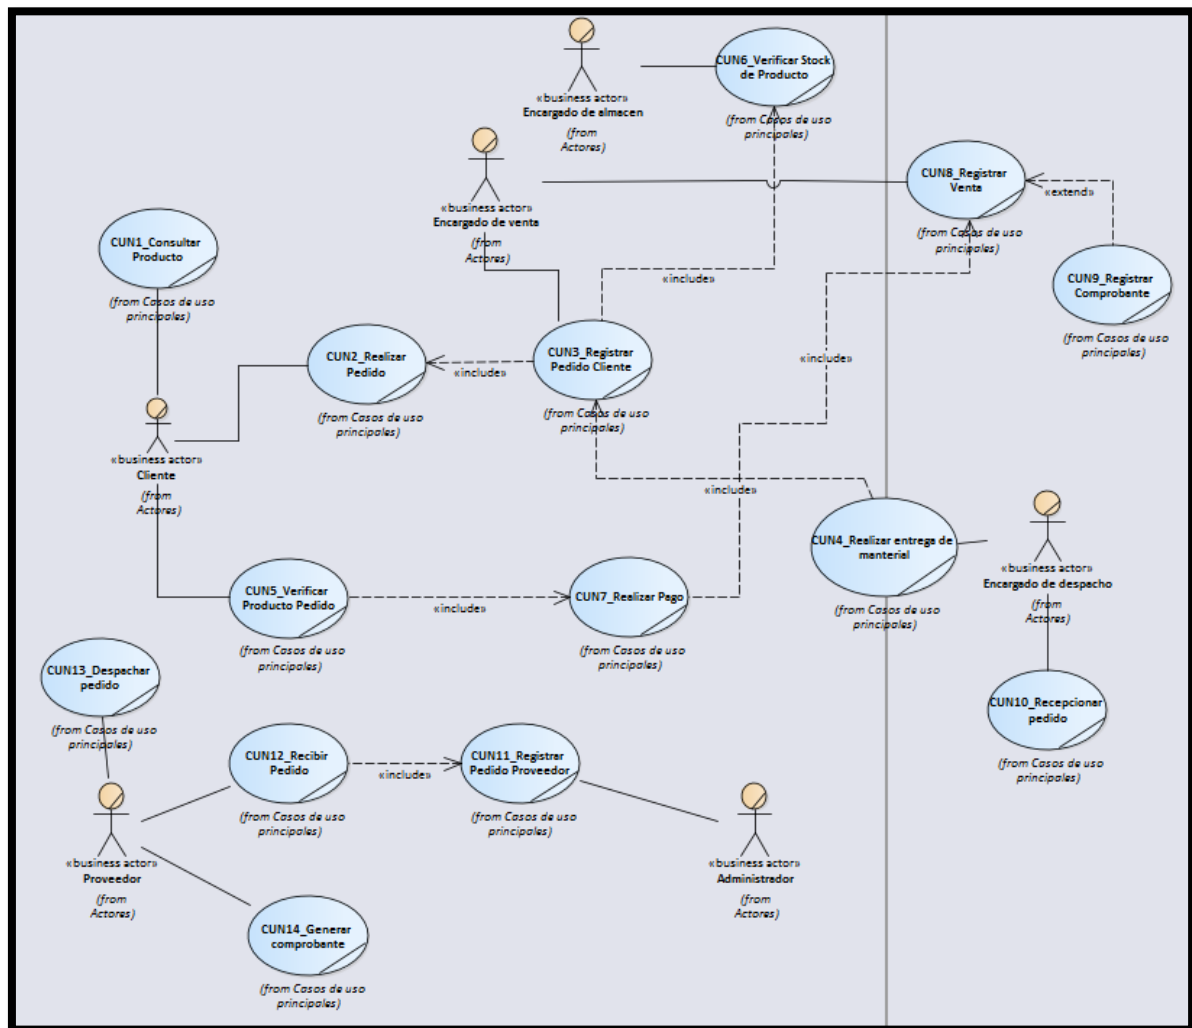 «business actor»
Encargado de almacen
(from
Actores)
CUN6_Verificar Stock
de Producto
(from Casos de uso
principales)
«business actor»
Encargado de venta
(from
Actores)
CUN8_Registrar
Venta
(from Casos de uso
principales)
«extend»
CUN9_Registrar
Comprobante
(from Casos de uso
principales)
CUN1_Consultar
Producto
(from Casos de uso
principales)
«include»
CUN2_Realizar
Pedido
(from Casos de uso
principales)
«include»
CUN3_Registrar
Pedido Cliente
(from Casos de uso
principales)
«include»
«business actor»
Cliente
(from
Actores)
«include»
CUN4_Realizar entrega de
manterial
(from Casos de uso
principales)
«business actor»
Encargado de despacho
(from
Actores)
CUN5_Verificar
Producto Pedido
(from Casos de uso
principales)
«include»
CUN7_Realizar Pago
(from Casos de uso
principales)
CUN13_Despachar
pedido
(from Casos de uso
principales)
CUN10_Recepcionar
pedido
(from Casos de uso
principales)
CUN12_Recibir
Pedido
(from Casos de uso
principales)
«include»
CUN11_Registrar
Pedido Proveedor
(from Casos de uso
principales)
«business actor»
Proveedor
(from
Actores)
«business actor»
Administrador
(from
Actores)
CUN14_Generar
comprobante
(from Casos de uso
principales)